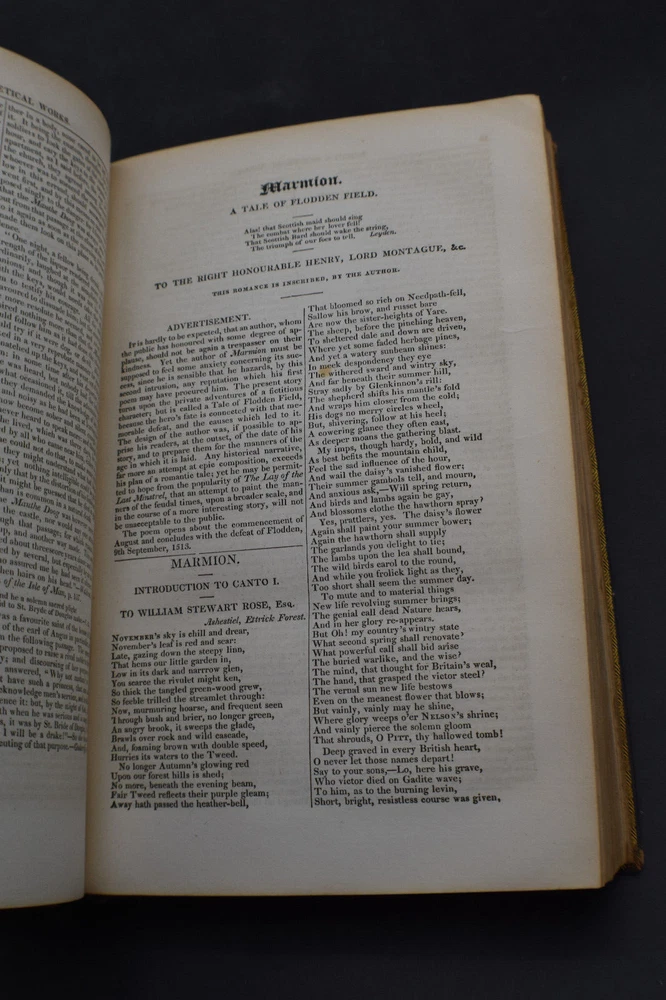 ETICAL WORKS.
" One night, a fellow being
Mauthe Doog
of the Isle of Man, p. 12.
answered, " Why not
have such a prisoner, that
acknowledge men's service,
I will be a drake!"
Marmion.
A TALE OF FLODDEN FIELD.
Alas! that Scottish maid should sing
The combat where her lover fell!
That Scottish Bard should wake the string,
The triumph of our foes to tell. Leyden.
TO THE RIGHT HONOURABLE HENRY, LORD MONTAGUE, &c.
THIS ROMANCE IS INSCRIBED, BY THE AUTHOR.
ADVERTISEMENT.
It is hardly to be expected, that an author, whom
the public has honoured with some degree of ap-
plause, should not be again a trespasser on their
kindness. Yet the author of Marmion must be
supposed to feel some anxiety concerning its suc-
cess, since he is sensible that he hazards, by this
second intrusion, any reputation which his first
poem may have procured him. The present story
turns upon the private adventures of a fictitious
character; but is called a Tale of Flodden Field,
because the hero's fate is connected with that me-
morable defeat, and the causes which led to it.
The design of the author was, if possible to ap-
prise his readers, at the outset, of the date of his
story, and to prepare them for the manners of the
age in which it is laid. Any historical narrative,
far more an attempt at epic composition, exceeds
his plan of a romantic tale; yet he may be permit-
ted to hope from the popularity of The Lay of the
Last Minstrel, that an attempt to paint the man-
ners of the feudal times, upon a broader scale, and
in the course of a more interesting story, will not
be unacceptable to the public.
The poem opens about the commencement of
August and concludes with the defeat of Flodden,
9th September, 1513.
MARMION.
INTRODUCTION TO CANTO I.
TO WILLIAM STEWART ROSE, Esq.
Ashestiel, Ettrick Forest.
NOVEMBER'S sky is chill and drear,
November's leaf is red and sear:
Late, gazing down the steepy linn,
That hems our little garden in,
Low in its dark and narrow glen,
You scarce the rivulet might ken,
So thick the tangled green-wood grew,
So feeble trilled the streamlet through:
Now, murmuring hoarse, and frequent seen
Through bush and brier, no longer green,
An angry brook, it sweeps the glade,
Brawls over rock and wild cascade,
And, foaming brown with double speed,
Hurries its waters to the Tweed.
No longer Autumn's glowing red
Upon our forest hills is shed;
No more, beneath the evening beam,
Fair Tweed reflects their purple gleam;
Away hath passed the heather-bell,
That bloomed so rich on Needpath-fell,
Sallow his brow, and russet bare
Are now the sister-heights of Yare.
The sheep, before the pinching heaven,
To sheltered dale and down are driven,
Where yet some faded herbage pines,
And yet a watery sunbeam shines:
In meek despondency they eye
The withered sward and wintry sky,
And far beneath their summer hill,
Stray sadly by Glenkinnon's rill:
The shepherd shifts his mantle's fold
And wraps him closer from the cold;
His dogs no merry circles wheel,
But, shivering, follow at his heel;
A cowering glance they often cast,
As deeper moans the gathering blast.
My imps, though hardy, bold, and wild
As best befits the mountain child,
Feel the sad influence of the hour,
And wail the daisy's vanished flower;
Their summer gambols tell, and mourn,
And anxious ask,—Will spring return,
And birds and lambs again be gay,
And blossoms clothe the hawthorn spray?
Yes, prattlers, yes. The daisy's flower
Again shall paint your summer bower;
Again the hawthorn shall supply
The garlands you delight to tie;
The lambs upon the lea shall bound,
The wild birds carol to the round,
And while you frolick light as they,
Too short shall seem the summer day.
To mute and to material things
New life revolving summer brings;
The genial call dead Nature hears,
And in her glory re-appears.
But Oh! my country's wintry state
What second spring shall renovate?
What powerful call shall bid arise
The buried warlike, and the wise?
The mind, that thought for Britain's weal,
The hand, that grasped the victor steel?
The vernal sun new life bestows
Even on the meanest flower that blows;
But vainly, vainly may he shine,
Where glory weeps o'er NELSON's shrine;
And vainly pierce the solemn gloom
That shrouds, O PITT, thy hallowed tomb!
Deep graved in every British heart,
O never let those names depart!
Say to your sons,—Lo, here his grave,
Who victor died on Gadite wave;
To him, as to the burning levin,
Short, bright, resistless course was given,